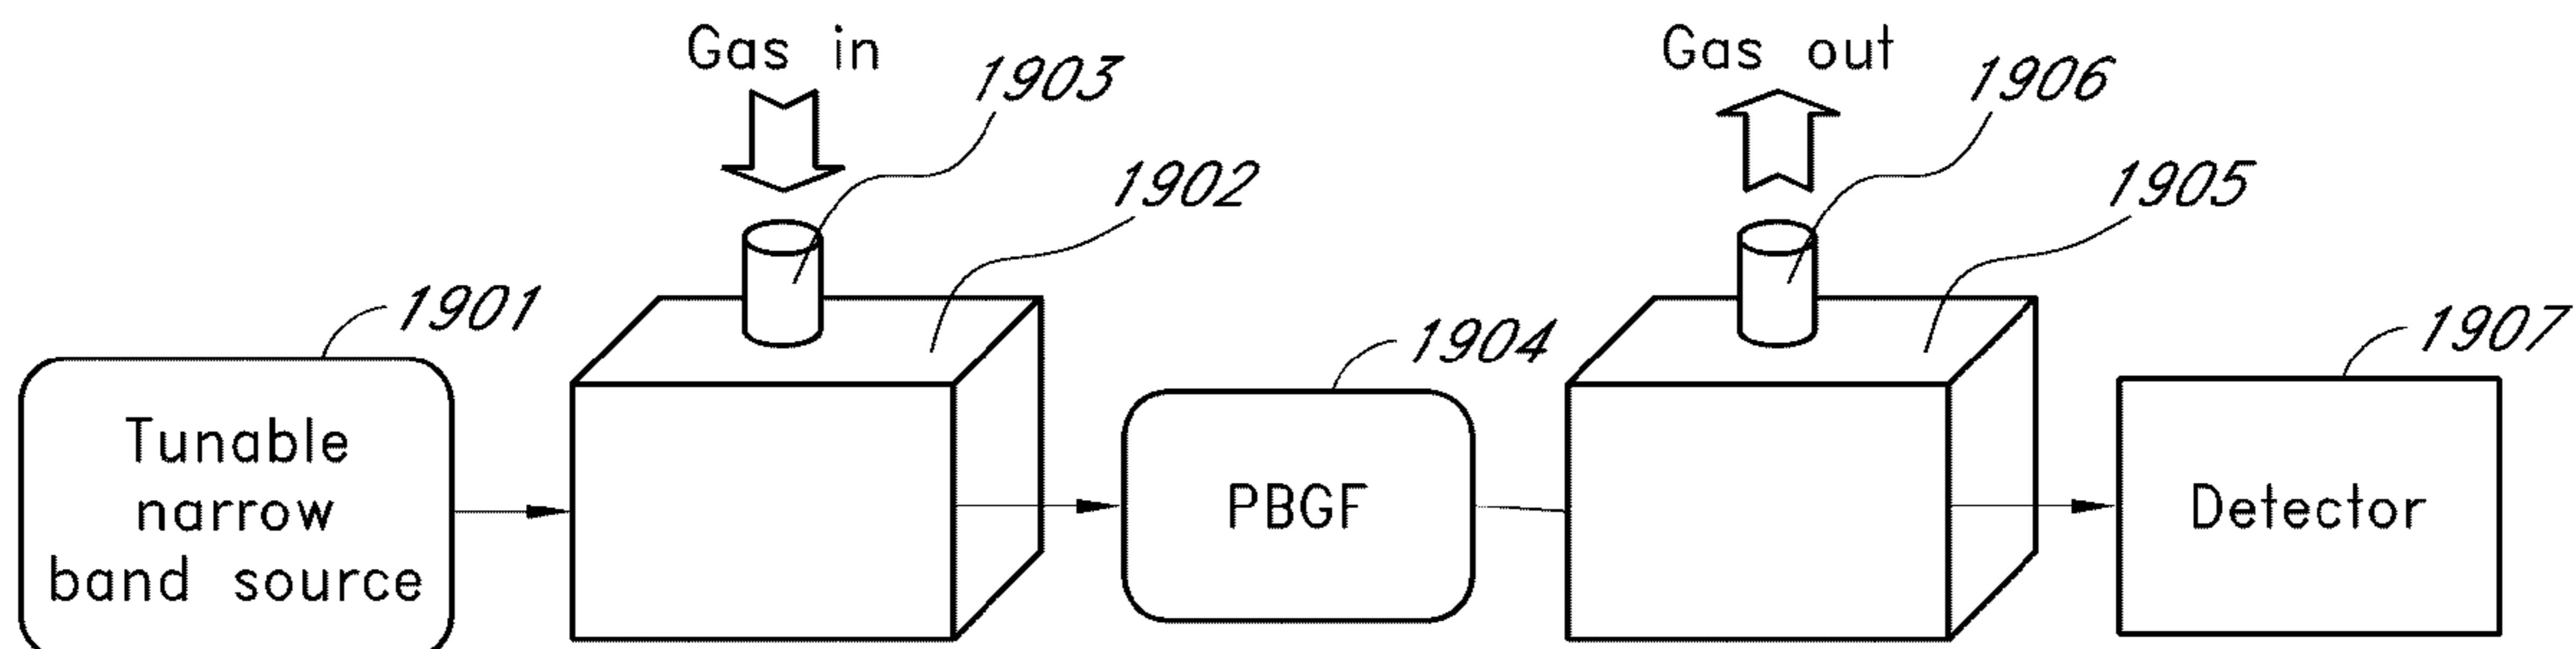 Gas in
Gas out
1903
1906
1902
1905
1901
1904
1907
Tunable
narrow
band source
PBGF
Detector